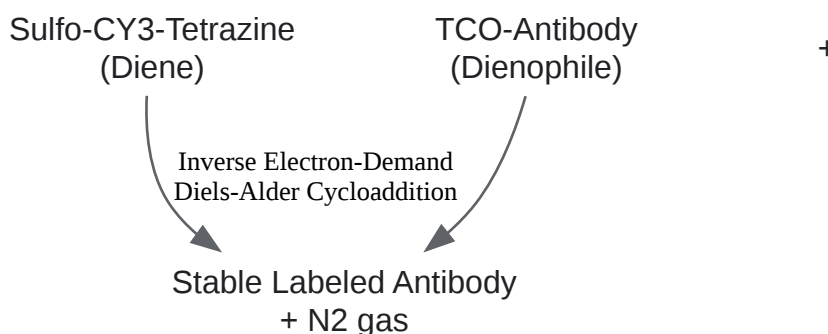 Sulfo-CY3-Tetrazine
(Diene)
TCO-Antibody
(Dienophile)
+
Inverse Electron-Demand
Diels-Alder Cycloaddition
Stable Labeled Antibody
+ N2 gas